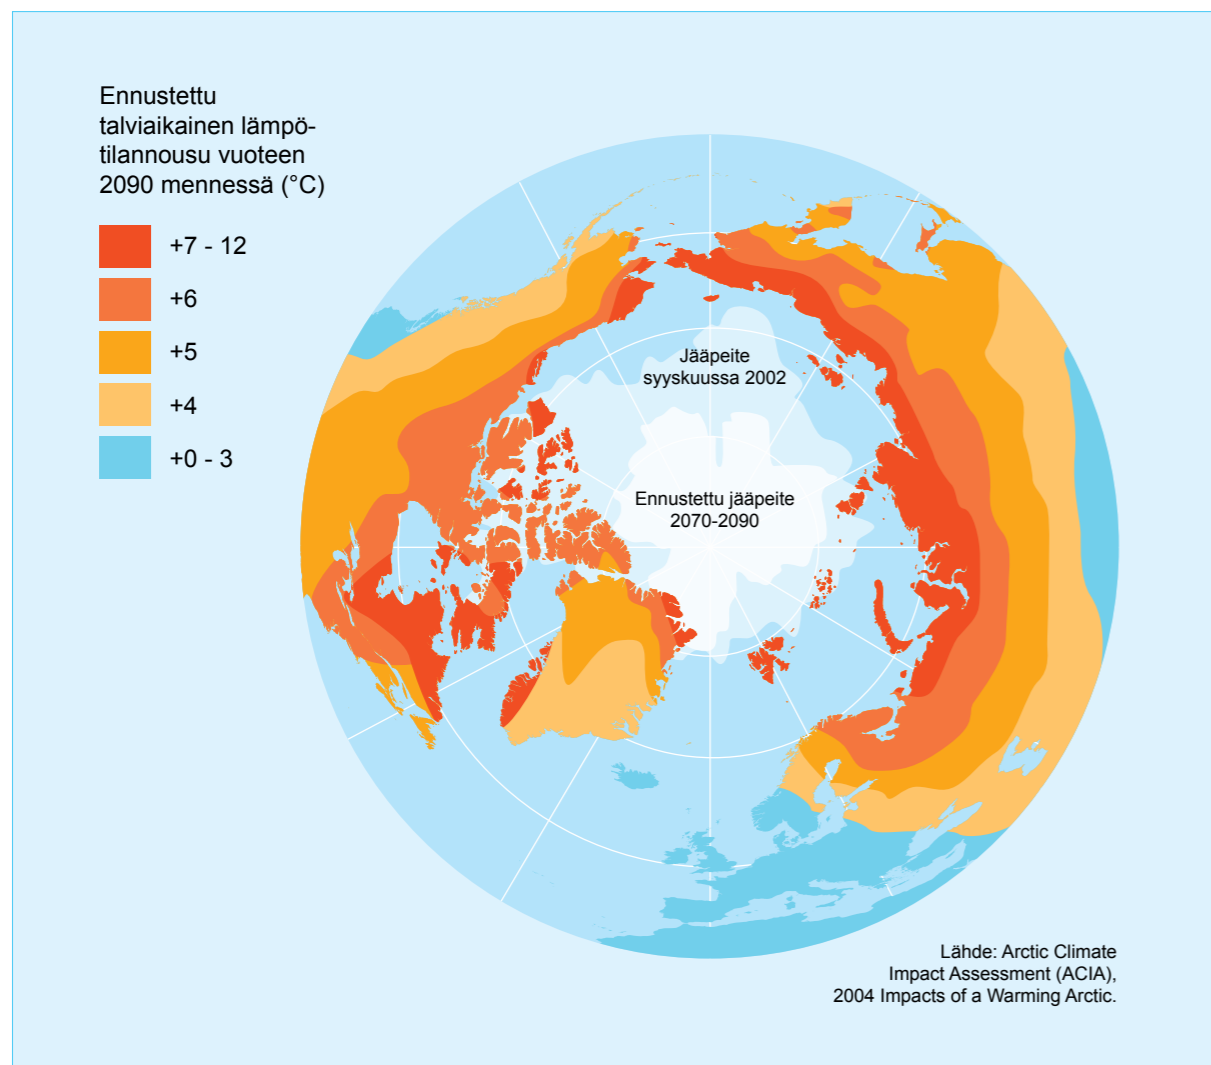 Ennustettu
talviaikainen lämpö-
tilannousu vuoteen
2090 mennessä (°C)
+7 - 12
+6
+5
+4
+0 - 3
Jääpeite
syyskuussa 2002
Ennustettu jääpeite
2070-2090
Lähde: Arctic Climate
Impact Assessment (ACIA),
2004 Impacts of a Warming Arctic.